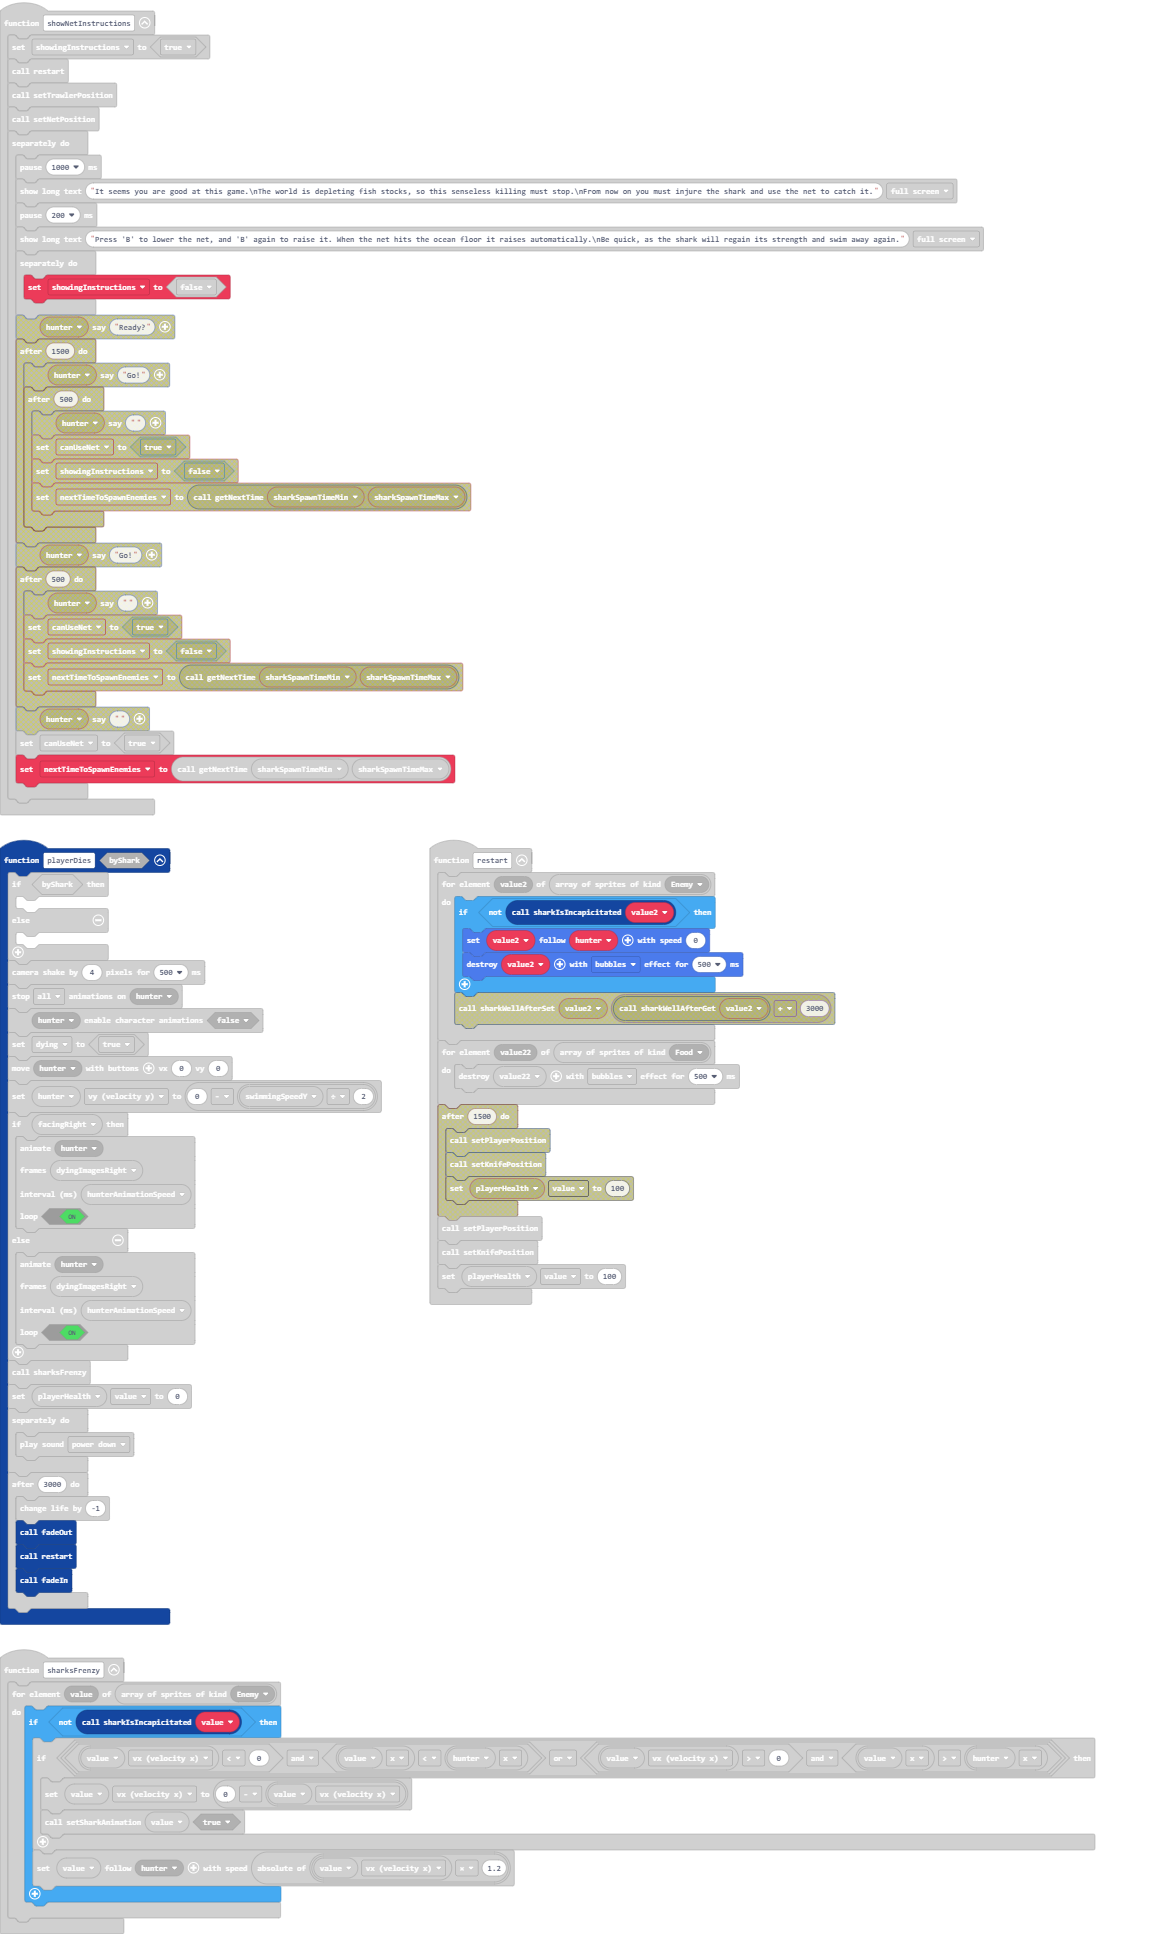 function showNetInstructions
set showingInstructions to true
call restart
call setTrawlerPosition
call setNetPosition
separately do
pause 1000 ms
show long text "It seems you are good at this game.\nThe world is depleting fish stocks, so this senseless killing must stop.\nFrom now on you must injure the shark and use the net to catch it." full screen
pause 200 ms
show long text "Press 'B' to lower the net, and 'B' again to raise it. When the net hits the ocean floor it raises automatically.\nBe quick, as the shark will regain its strength and swim away again." full screen
separately do
set showingInstructions to false
hunter say "Ready?"
after 1500 do
hunter say "Go!"
after 500 do
hunter say ""
set canUseNet to true
set showingInstructions to false
set nextTimeToSpawnEnemies to call getNextTime sharkSpawnTimeMin sharkSpawnTimeMax
hunter say "Go!"
after 500 do
hunter say ""
set canUseNet to true
set showingInstructions to false
set nextTimeToSpawnEnemies to call getNextTime sharkSpawnTimeMin sharkSpawnTimeMax
hunter say ""
set canUseNet to true
set nextTimeToSpawnEnemies to call getNextTime sharkSpawnTimeMin sharkSpawnTimeMax
function playerDies byShark
if byShark then
else
camera shake by 4 pixels for 500 ms
stop all animations on hunter
hunter enable character animations false
set dying to true
move hunter with buttons vx 0 vy 0
set hunter vy (velocity y) to 0 - swimmingSpeedY ÷ 2
if facingRight then
animate hunter
frames dyingImagesRight
interval (ms) hunterAnimationSpeed
loop ON
else
animate hunter
frames dyingImagesRight
interval (ms) hunterAnimationSpeed
loop ON
call sharksFrenzy
set playerHealth value to 0
separately do
play sound power down
after 3000 do
change life by -1
call fadeOut
call restart
call fadeIn
function restart
for element value2 of array of sprites of kind Enemy
do
if not call sharkIsIncapicitated value2 then
set value2 follow hunter with speed 0
destroy value2 with bubbles effect for 500 ms
call sharkWellAfterSet value2 call sharkWellAfterGet value2 + 3000
for element value22 of array of sprites of kind Food
do destroy value22 with bubbles effect for 500 ms
after 1500 do
call setPlayerPosition
call setKnifePosition
set playerHealth value to 100
call setPlayerPosition
call setKnifePosition
set playerHealth value to 100
function sharksFrenzy
for element value of array of sprites of kind Enemy
do
if not call sharkIsIncapicitated value then
if value vx (velocity x) < 0 and value x < hunter x or value vx (velocity x) > 0 and value x > hunter x then
set value vx (velocity x) to 0 - value vx (velocity x)
call setSharkAnimation value true
set value follow hunter with speed absolute of value vx (velocity x) × 1.2